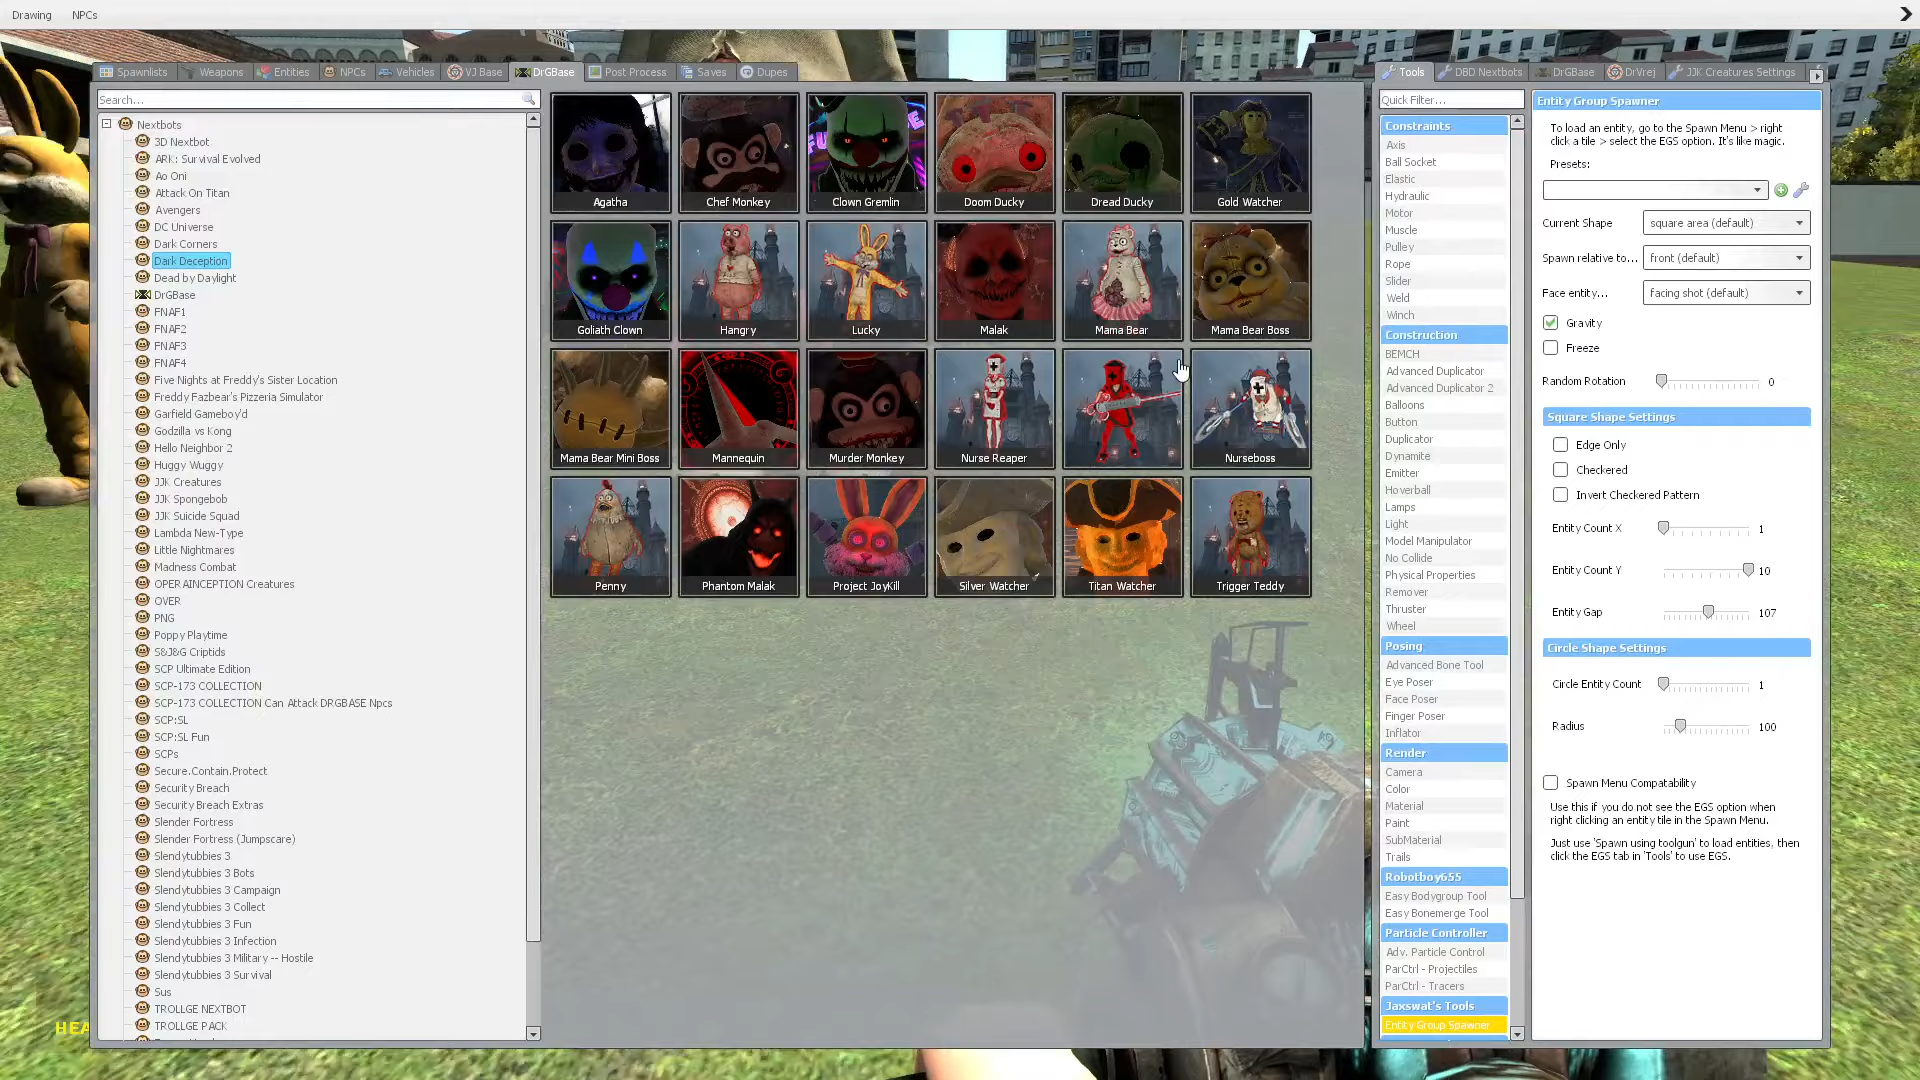 Drawing NPCs
Spawnlists Weapons Entities NPCs Vehicles VJ Base DrGBase Post Process Saves Dupes
Tools DBD Nextbots DrGBase DrVrej JJK Creatures Settings
Search...
Nextbots
3D Nextbot
ARK: Survival Evolved
Ao Oni
Attack On Titan
Avengers
DC Universe
Dark Corners
Dark Deception
Dead by Daylight
DrGBase
FNAF1
FNAF2
FNAF3
FNAF4
Five Nights at Freddy's Sister Location
Freddy Fazbear's Pizzeria Simulator
Garfield Gameboy'd
Godzilla vs Kong
Hello Neighbor 2
Huggy Wuggy
JJK Creatures
JJK Spongebob
JJK Suicide Squad
Lambda New-Type
Little Nightmares
Madness Combat
OPERAINCEPTION Creatures
OVER
PNG
Poppy Playtime
S&J&G Criptids
SCP Ultimate Edition
SCP-173 COLLECTION
SCP-173 COLLECTION Can Attack DRGBASE Npcs
SCP:SL
SCP:SL Fun
SCPs
Secure.Contain.Protect
Security Breach
Security Breach Extras
Slender Fortress
Slender Fortress (Jumpscare)
Slendytubbies 3
Slendytubbies 3 Bots
Slendytubbies 3 Campaign
Slendytubbies 3 Collect
Slendytubbies 3 Fun
Slendytubbies 3 Infection
Slendytubbies 3 Military -- Hostile
Slendytubbies 3 Survival
Sus
TROLLGE NEXTBOT
TROLLGE PACK
HEA
Agatha Chef Monkey Clown Gremlin Doom Ducky Dread Ducky Gold Watcher
Goliath Clown Hangry Lucky Malak Mama Bear Mama Bear Boss
Mama Bear Mini Boss Mannequin Murder Monkey Nurse Reaper Nurseboss
Penny Phantom Malak Project JoyKill Silver Watcher Titan Watcher Trigger Teddy
Quick Filter...
Constraints
Axis
Ball Socket
Elastic
Hydraulic
Motor
Muscle
Pulley
Rope
Slider
Weld
Winch
Construction
BEMCH
Advanced Duplicator
Advanced Duplicator 2
Balloons
Button
Duplicator
Dynamite
Emitter
Hoverball
Lamps
Light
Model Manipulator
No Collide
Physical Properties
Remover
Thruster
Wheel
Posing
Advanced Bone Tool
Eye Poser
Face Poser
Finger Poser
Inflator
Render
Camera
Color
Material
Paint
SubMaterial
Trails
Robotboy655
Easy Bodygroup Tool
Easy Bonemerge Tool
Particle Controller
Adv. Particle Control
ParCtrl - Projectiles
ParCtrl - Tracers
Jaxswat's Tools
Entity Group Spawner
Entity Group Spawner
To load an entity, go to the Spawn Menu > right
click a tile > select the EGS option. It's like magic.
Presets:
Current Shape square area (default)
Spawn relative to... front (default)
Face entity... facing shot (default)
Gravity
Freeze
Random Rotation 0
Square Shape Settings
Edge Only
Checkered
Invert Checkered Pattern
Entity Count X 1
Entity Count Y 10
Entity Gap 107
Circle Shape Settings
Circle Entity Count 1
Radius 100
Spawn Menu Compatability
Use this if you do not see the EGS option when
right clicking an entity tile in the Spawn Menu.
Just use 'Spawn using toolgun' to load entities, then
click the EGS tab in 'Tools' to use EGS.